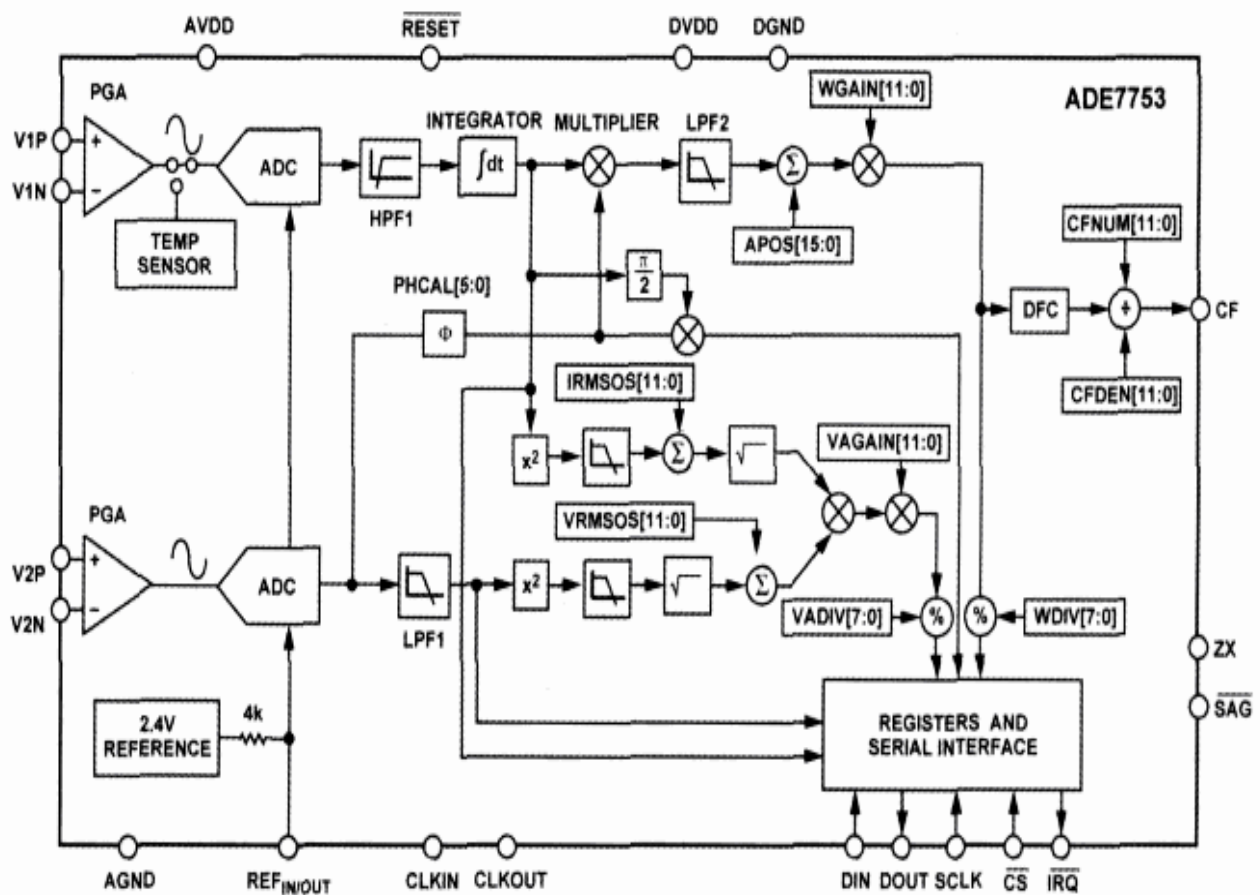 AVDD
RESET
DVDD
DGND
PGA
WGAIN[11:0]
ADE7753
INTEGRATOR
MULTIPLIER
LPF2
V1P
+
ADC
∫dt
Σ
CFNUM[11:0]
V1N
−
HPF1
TEMP
SENSOR
APOS[15:0]
π
2
PHCAL[5:0]
Φ
DFC
+
CF
IRMSOS[11:0]
CFDEN[11:0]
VAGAIN[11:0]
x²
Σ
√
PGA
VRMSOS[11:0]
V2P
+
ADC
x²
√
Σ
V2N
−
LPF1
VADIV[7:0]
%
%
WDIV[7:0]
ZX
SAG
2.4V
REFERENCE
4k
REGISTERS AND
SERIAL INTERFACE
AGND
REFIN/OUT
CLKIN
CLKOUT
DIN
DOUT
SCLK
CS
IRQ